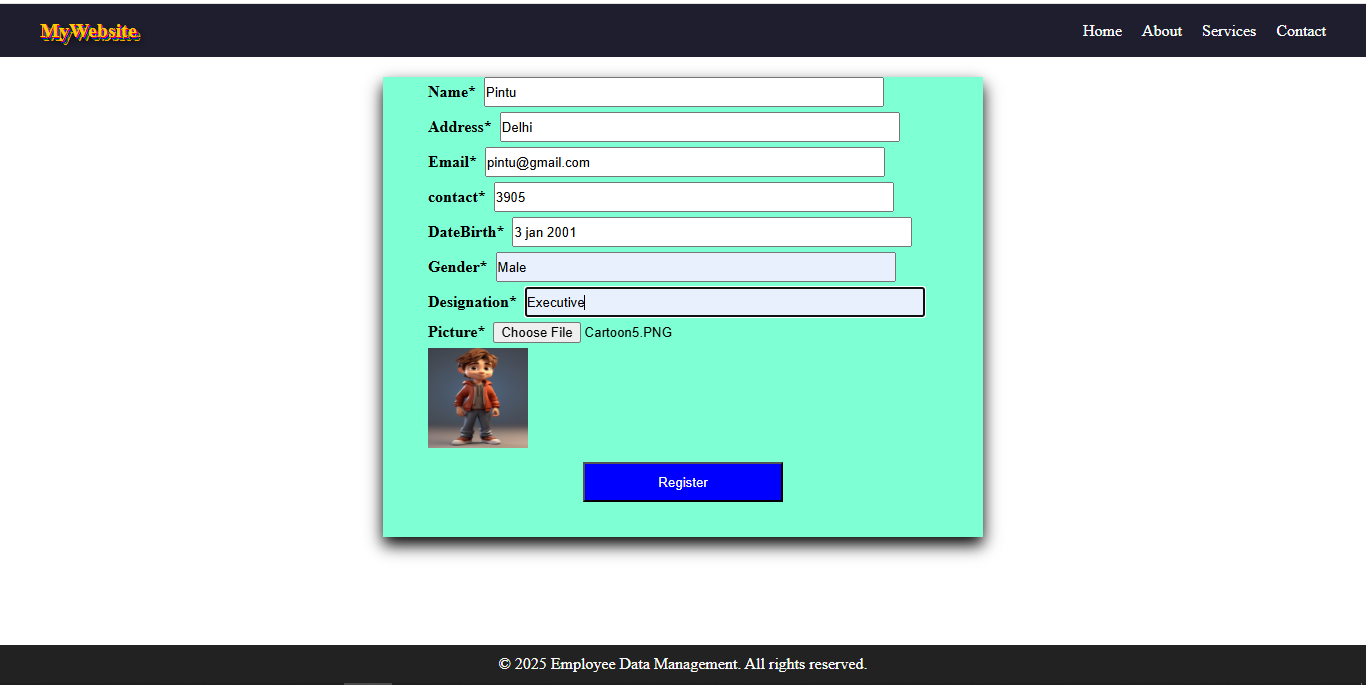 MyWebsite
Home About Services Contact
Name* Pintu
Address* Delhi
Email* pintu@gmail.com
contact* 3905
DateBirth* 3 jan 2001
Gender* Male
Designation* Executive
Picture* Choose File Cartoon5.PNG
Register
© 2025 Employee Data Management. All rights reserved.